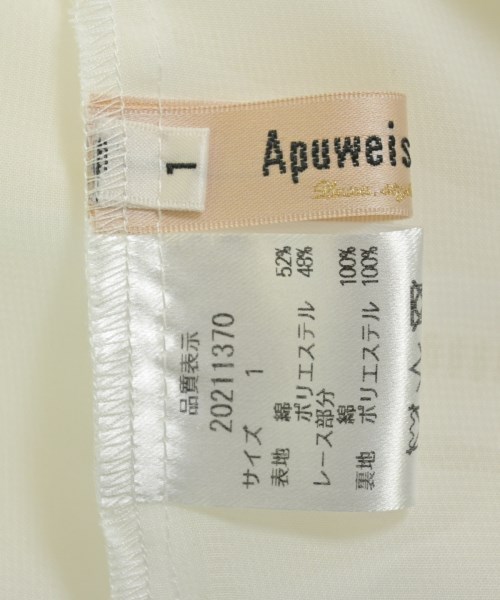 1
Apuweis
品質表示
20211370
サイズ 1
表地 綿 52%
ポリエステル 48%
レース部分
綿 100%
裏地 ポリエステル 100%